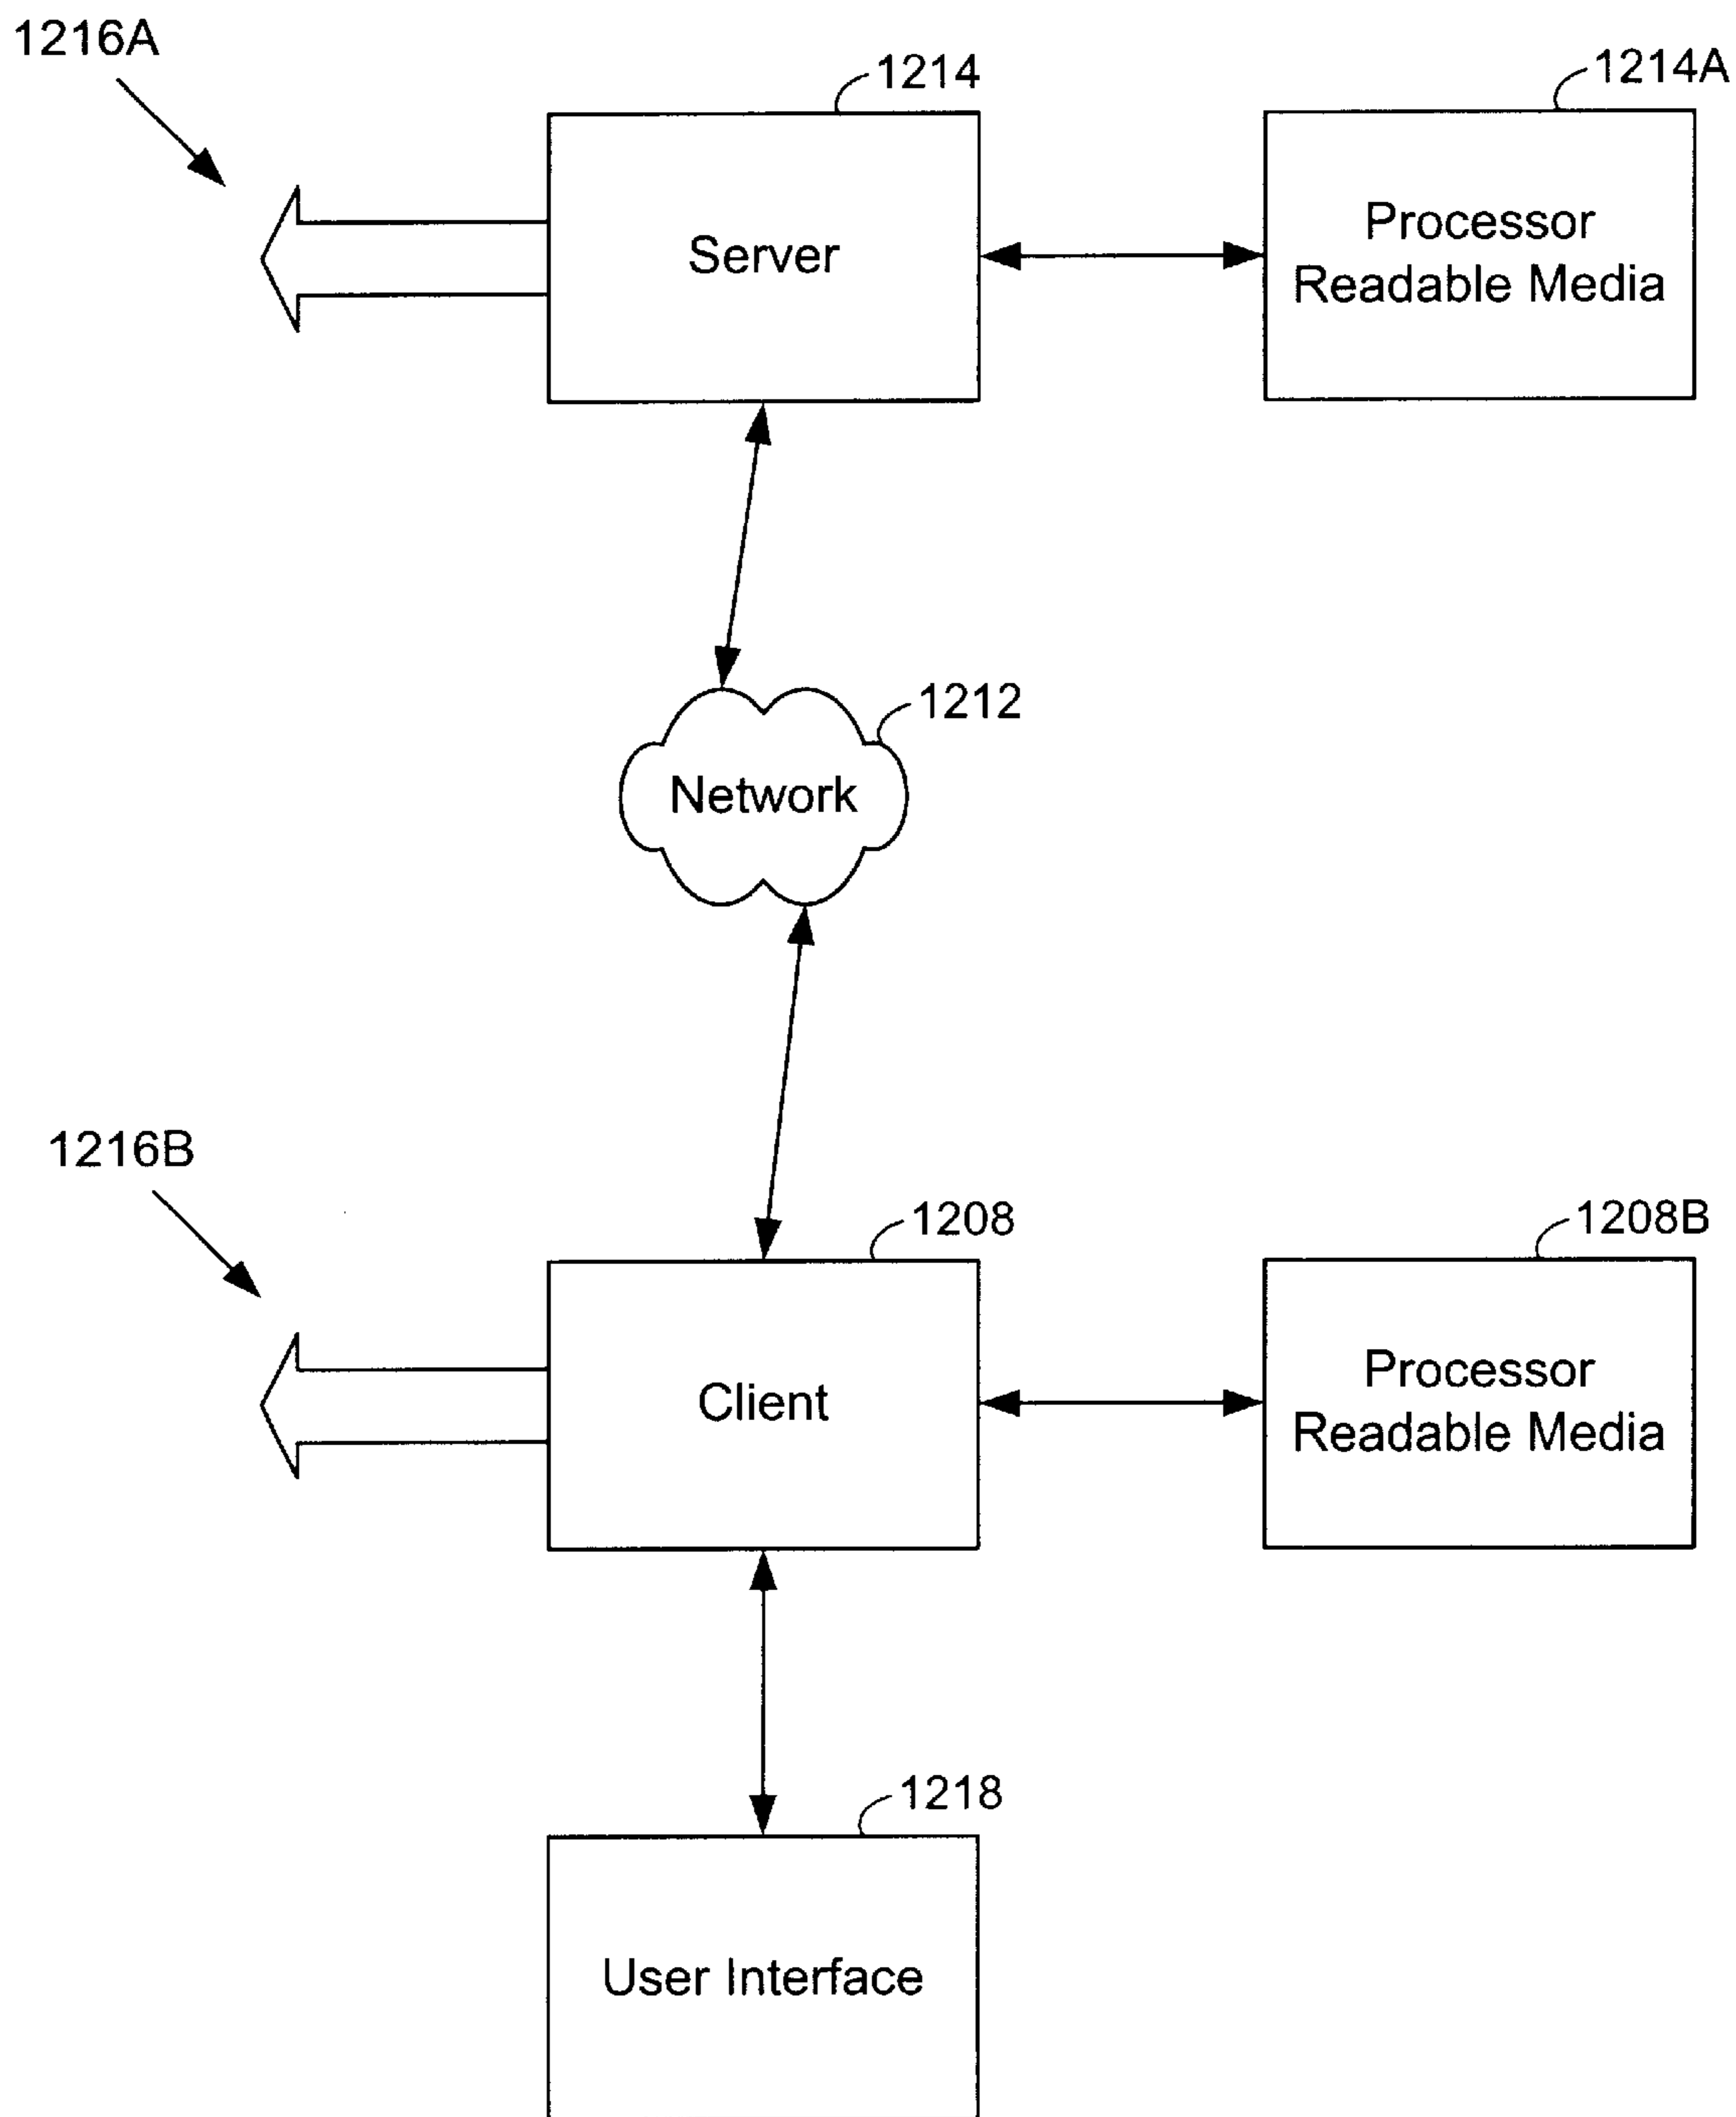 1216A
1214
1214A
Server
Processor
Readable Media
1212
Network
1216B
1208
1208B
Client
Processor
Readable Media
1218
User Interface